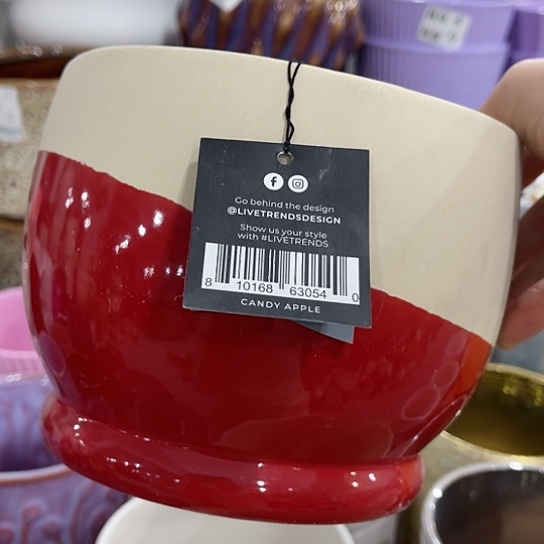 Go behind the design
@LIVETRENDSDESIGN
Show us your style
with #LIVETRENDS
8 10168 63054 0
CANDY APPLE